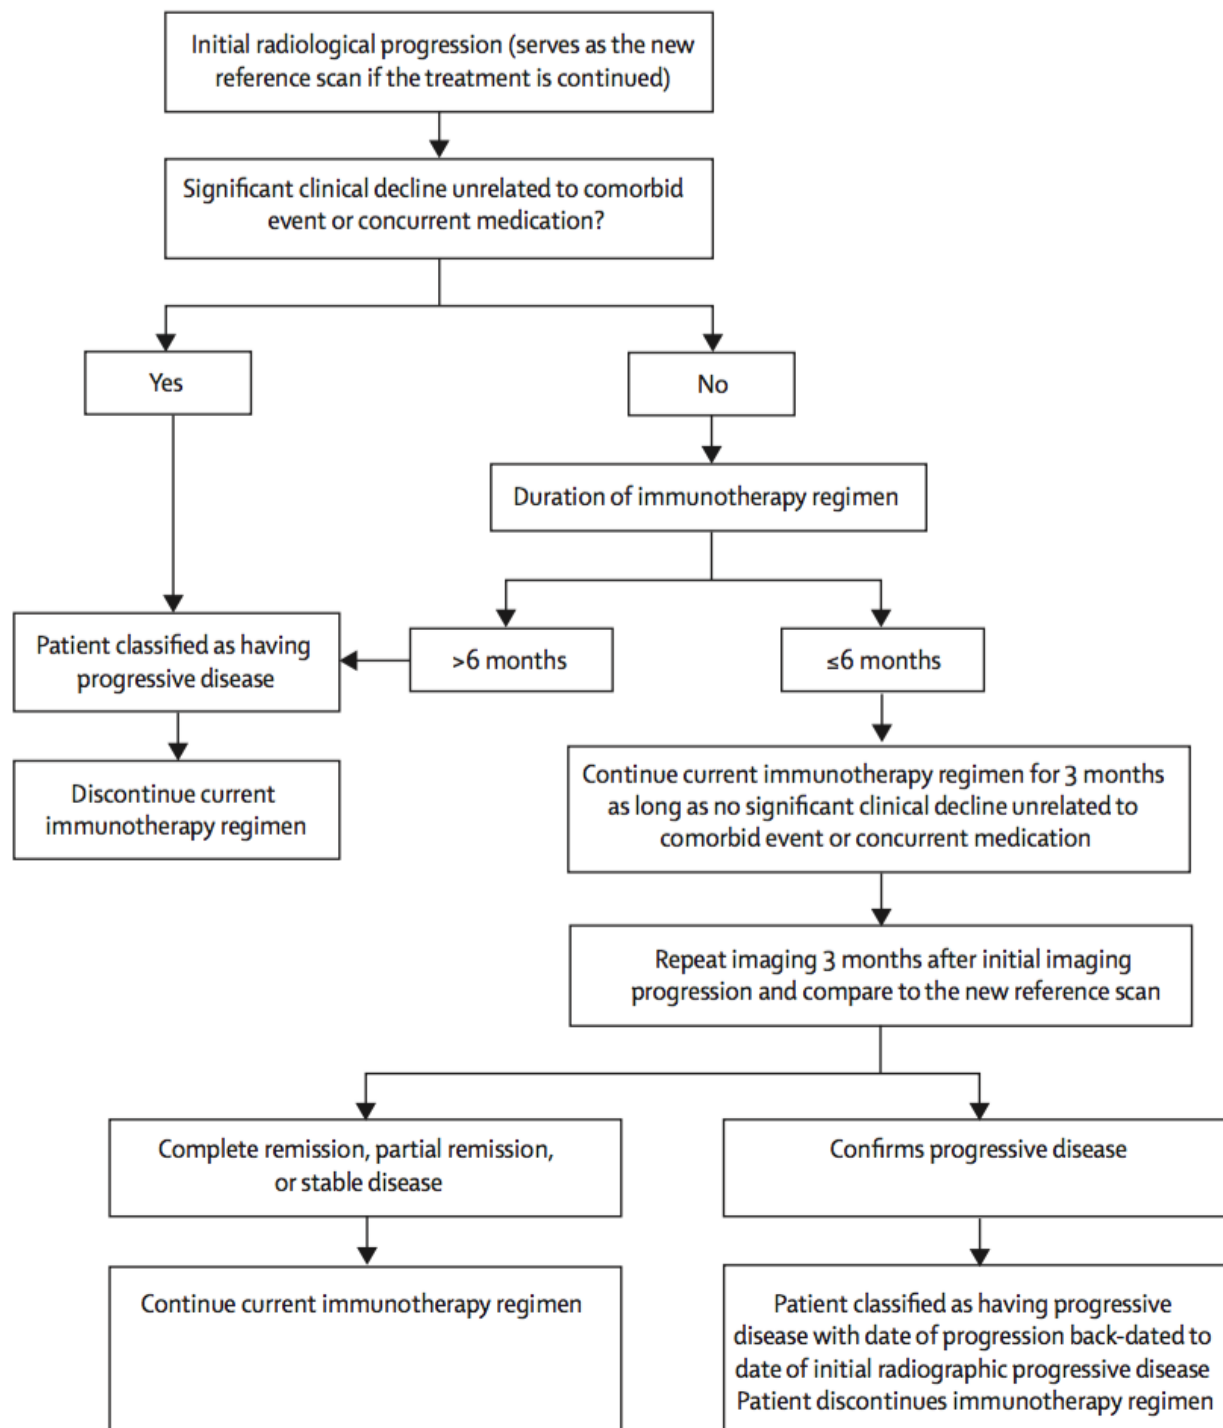 Initial radiological progression (serves as the new
reference scan if the treatment is continued)
Significant clinical decline unrelated to comorbid
event or concurrent medication?
Yes
No
Duration of immunotherapy regimen
Patient classified as having
progressive disease
>6 months
≤6 months
Discontinue current
immunotherapy regimen
Continue current immunotherapy regimen for 3 months
as long as no significant clinical decline unrelated to
comorbid event or concurrent medication
Repeat imaging 3 months after initial imaging
progression and compare to the new reference scan
Complete remission, partial remission,
or stable disease
Confirms progressive disease
Continue current immunotherapy regimen
Patient classified as having progressive
disease with date of progression back-dated to
date of initial radiographic progressive disease
Patient discontinues immunotherapy regimen